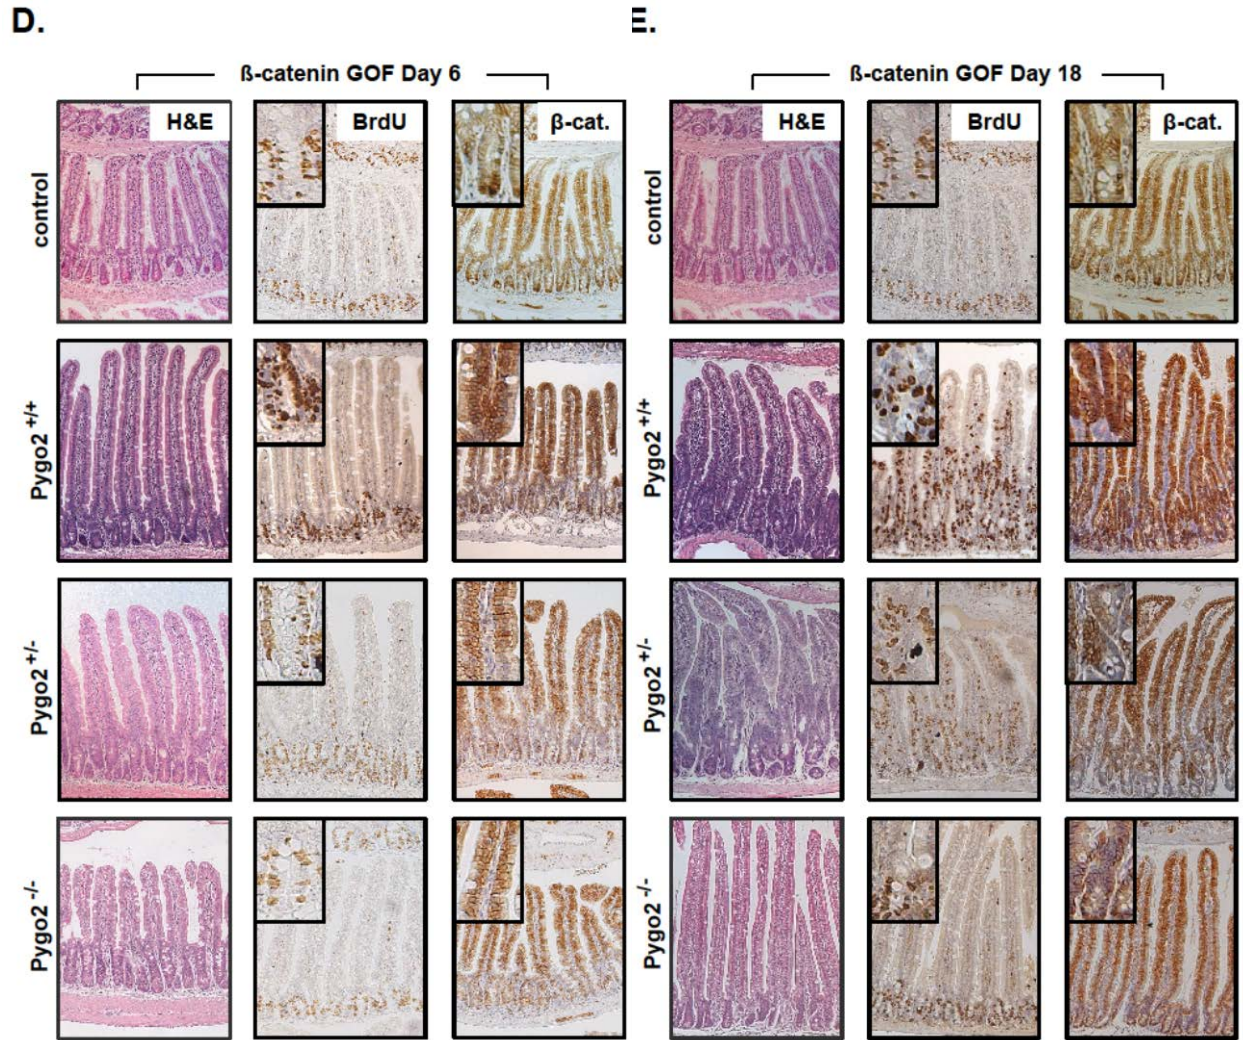 D.
ß-catenin GOF Day 6
H&E
BrdU
β-cat.
control
Pygo2 +/+
Pygo2 +/-
Pygo2 -/-
E.
ß-catenin GOF Day 18
H&E
BrdU
β-cat.
control
Pygo2 +/+
Pygo2 +/-
Pygo2 -/-